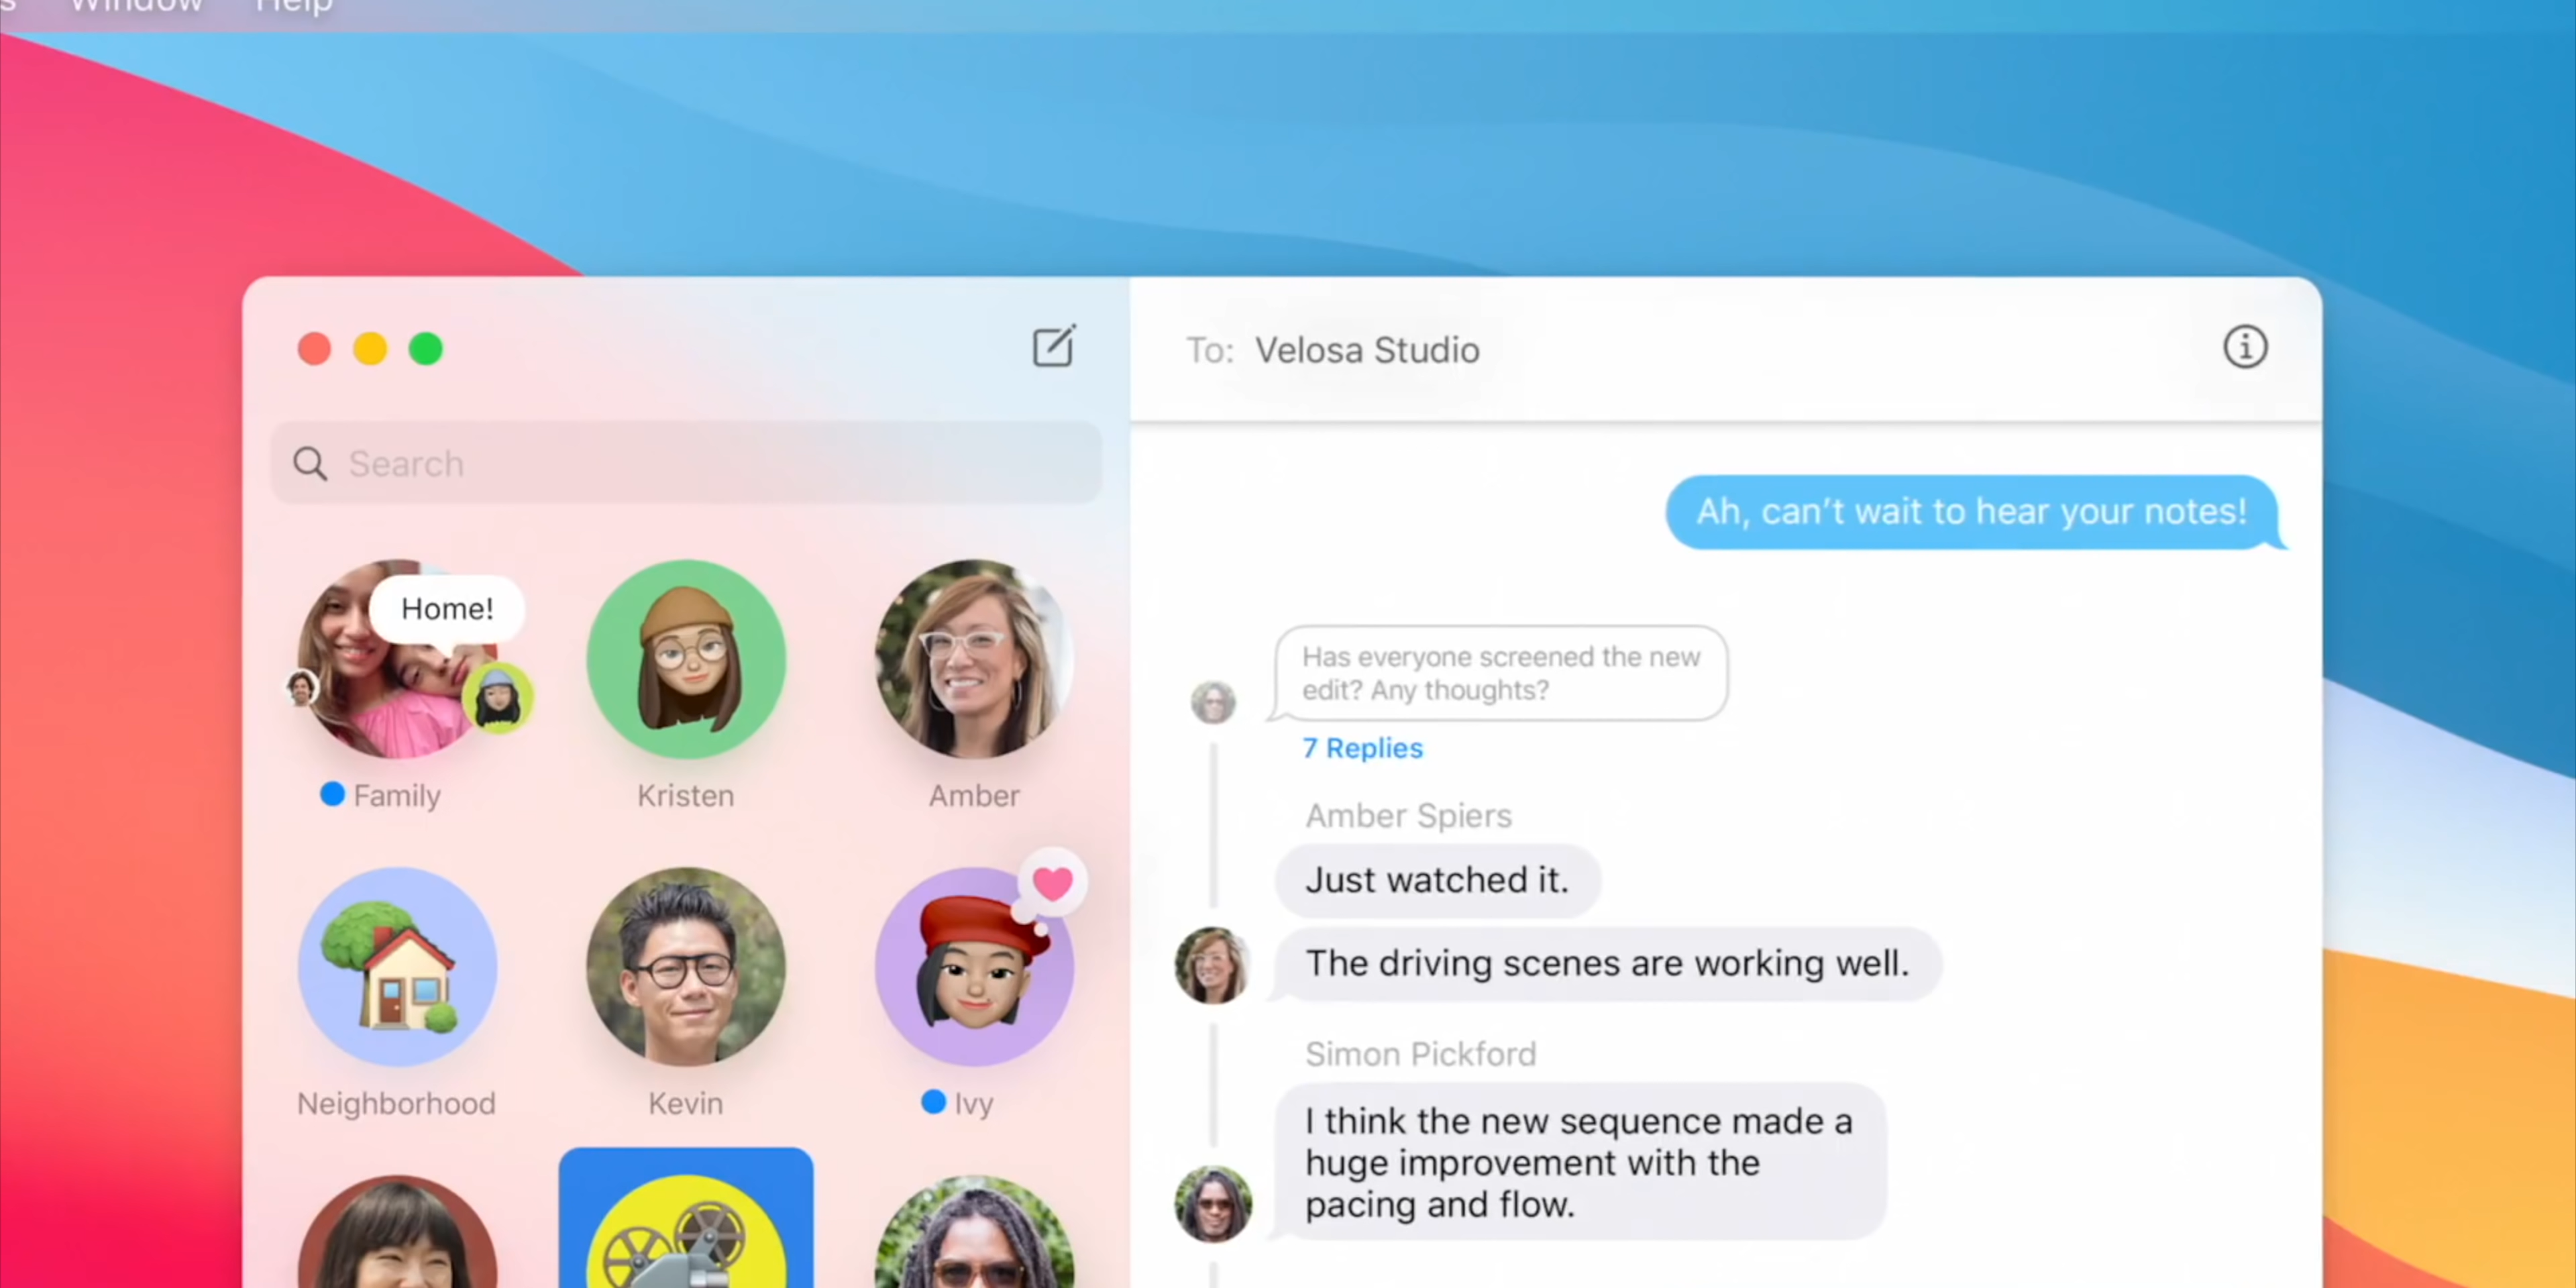 s Window Help
To: Velosa Studio
Search
Ah, can't wait to hear your notes!
Home!
Family
Kristen
Amber
Neighborhood
Kevin
Ivy
Has everyone screened the new
edit? Any thoughts?
7 Replies
Amber Spiers
Just watched it.
The driving scenes are working well.
Simon Pickford
I think the new sequence made a
huge improvement with the
pacing and flow.